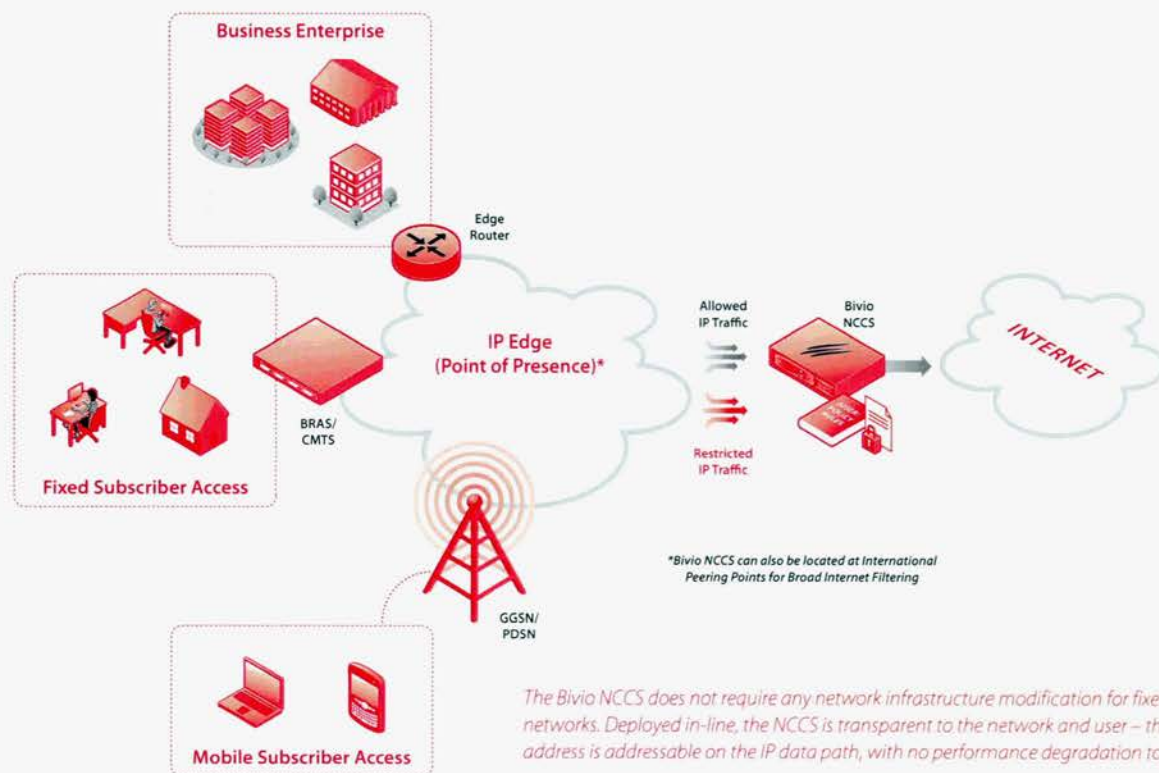 Business Enterprise
Edge
Router
IP Edge
(Point of Presence)*
Allowed
IP Traffic
Bivio
NCCS
INTERNET
BRAS/
CMTS
Restricted
IP Traffic
Fixed Subscriber Access
*Bivio NCCS can also be located at International
Peering Points for Broad Internet Filtering
GGSN/
PDSN
Mobile Subscriber Access
The Bivio NCCS does not require any network infrastructure modification for fixe
networks. Deployed in-line, the NCCS is transparent to the network and user – th
address is addressable on the IP data path, with no performance degradation to